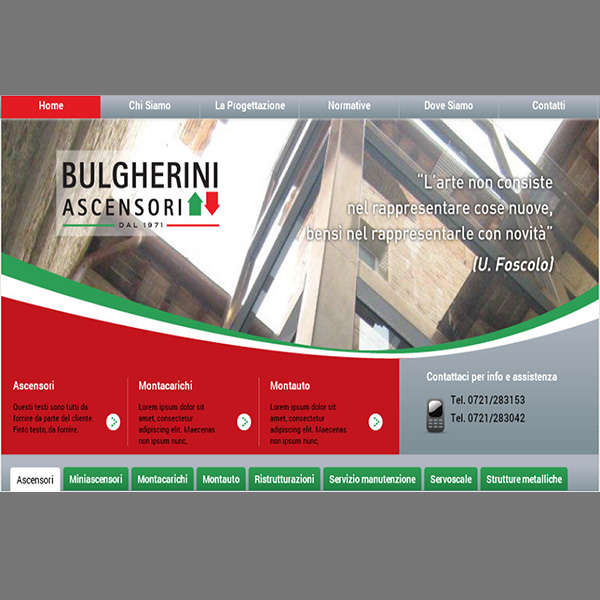 Home Chi Siamo La Progettazione Normative Dove Siamo Contatti
BULGHERINI
ASCENSORI
DAL 1971
“L'arte non consiste
nel rappresentare cose nuove,
bensì nel rappresentarle con novità”
(U. Foscolo)
Ascensori
Questi testi sono tutti da
fornire da parte del cliente.
Finto testo, da fornire.
Montacarichi
Lorem ipsum dolor sit
amet, consectetur
adipiscing elit. Maecenas
non ipsum nunc,
Montauto
Lorem ipsum dolor sit
amet, consectetur
adipiscing elit. Maecenas
non ipsum nunc,
Contattaci per info e assistenza
Tel. 0721/283153
Tel. 0721/283042
Ascensori Miniascensori Montacarichi Montauto Ristrutturazioni Servizio manutenzione Servoscale Strutture metalliche